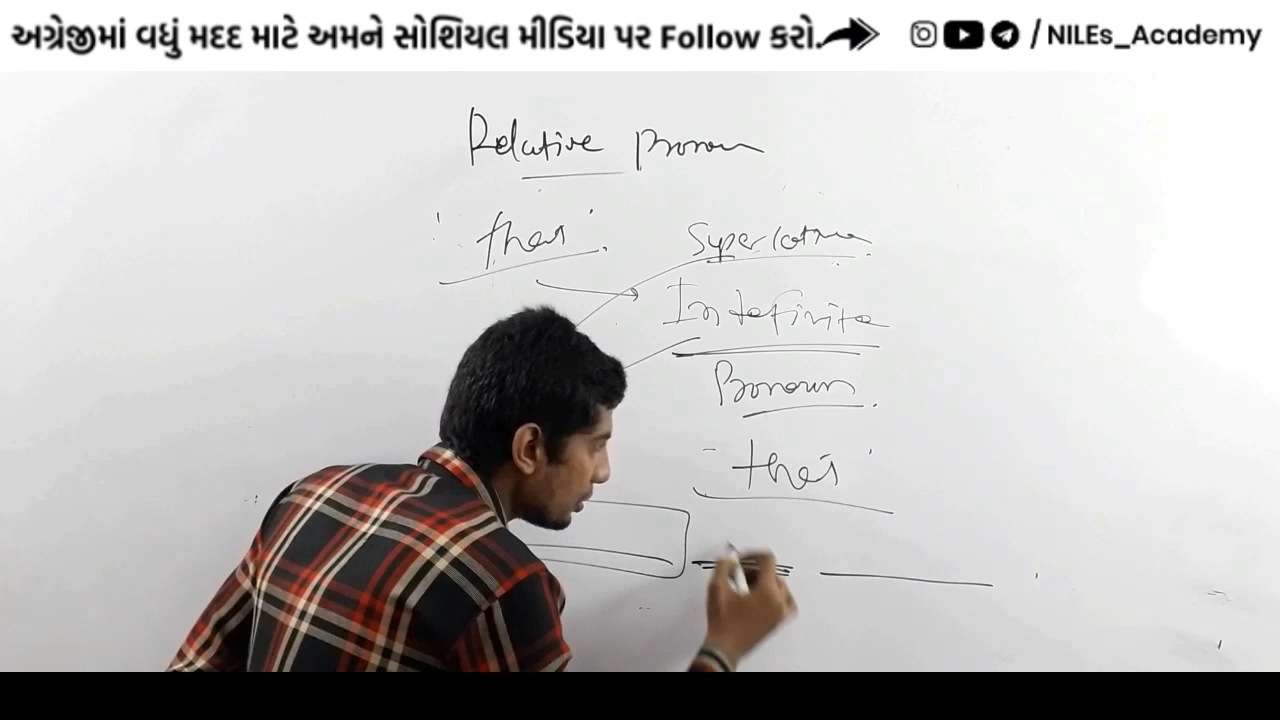 અગ્રેજીમાં વધું મદદ માટે અમને સોશિયલ મીડિયા પર Follow કરો. / NILEs_Academy
Relative Pronoun
'that'.
Superlative
Indefinite
Pronoun.
'that'